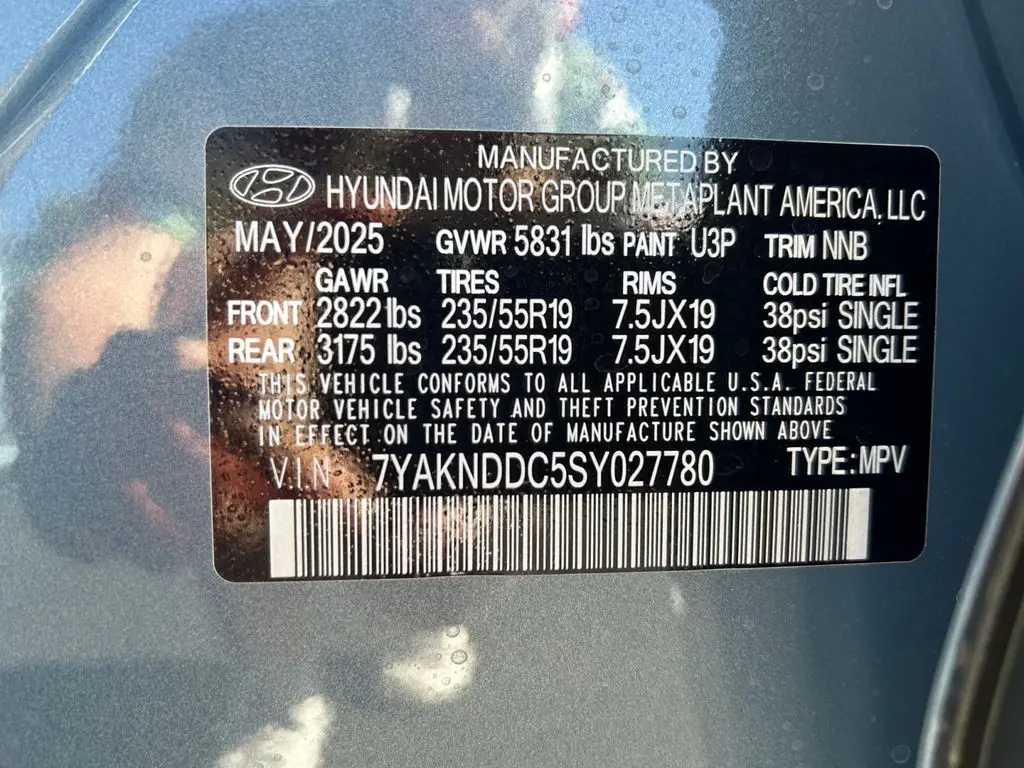 MANUFACTURED BY
HYUNDAI MOTOR GROUP METAPLANT AMERICA, LLC
MAY/2025 GVWR 5831 lbs PAINT U3P TRIM NNB
GAWR TIRES RIMS COLD TIRE INFL
FRONT 2822 lbs 235/55R19 7.5JX19 38psi SINGLE
REAR 3175 lbs 235/55R19 7.5JX19 38psi SINGLE
THIS VEHICLE CONFORMS TO ALL APPLICABLE U.S.A. FEDERAL
MOTOR VEHICLE SAFETY AND THEFT PREVENTION STANDARDS
IN EFFECT ON THE DATE OF MANUFACTURE SHOWN ABOVE
V.I.N 7YAKNDDC5SY027780 TYPE: MPV